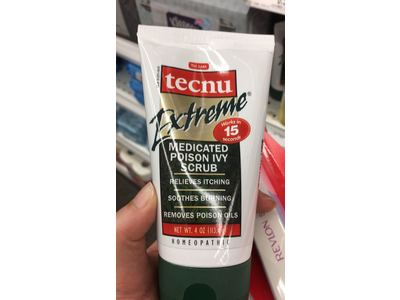 Kleenex
tecnu
Extreme®
Works in
15
seconds
MEDICATED
POISON IVY
SCRUB
RELIEVES ITCHING
SOOTHES BURNING
REMOVES POISON OILS
NET WT. 4 OZ
HOMEOPATHIC
REVLON